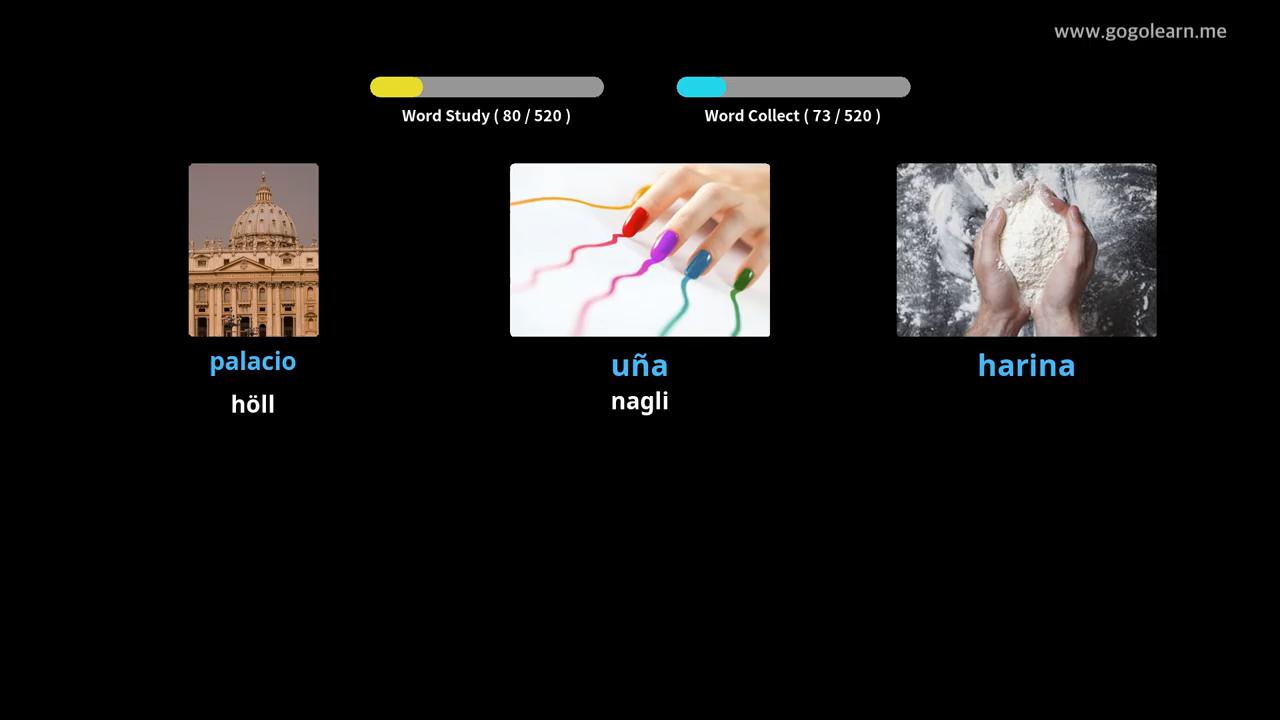 www.gogolearn.me
Word Study ( 80 / 520 )
Word Collect ( 73 / 520 )
palacio
höll
uña
nagli
harina